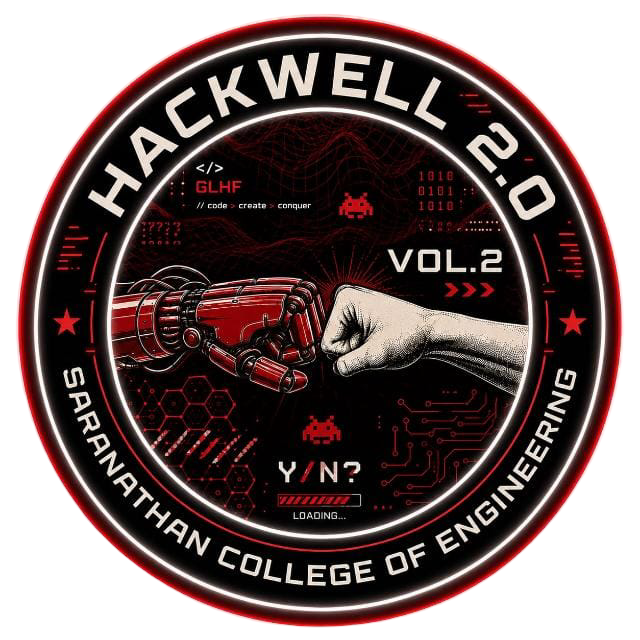 HACKWELL 2.0
</>
GLHF
// code > create > conquer
1010
0101
1010
VOL.2
>>>
Y/N?
LOADING...
SARANATHAN COLLEGE OF ENGINEERING